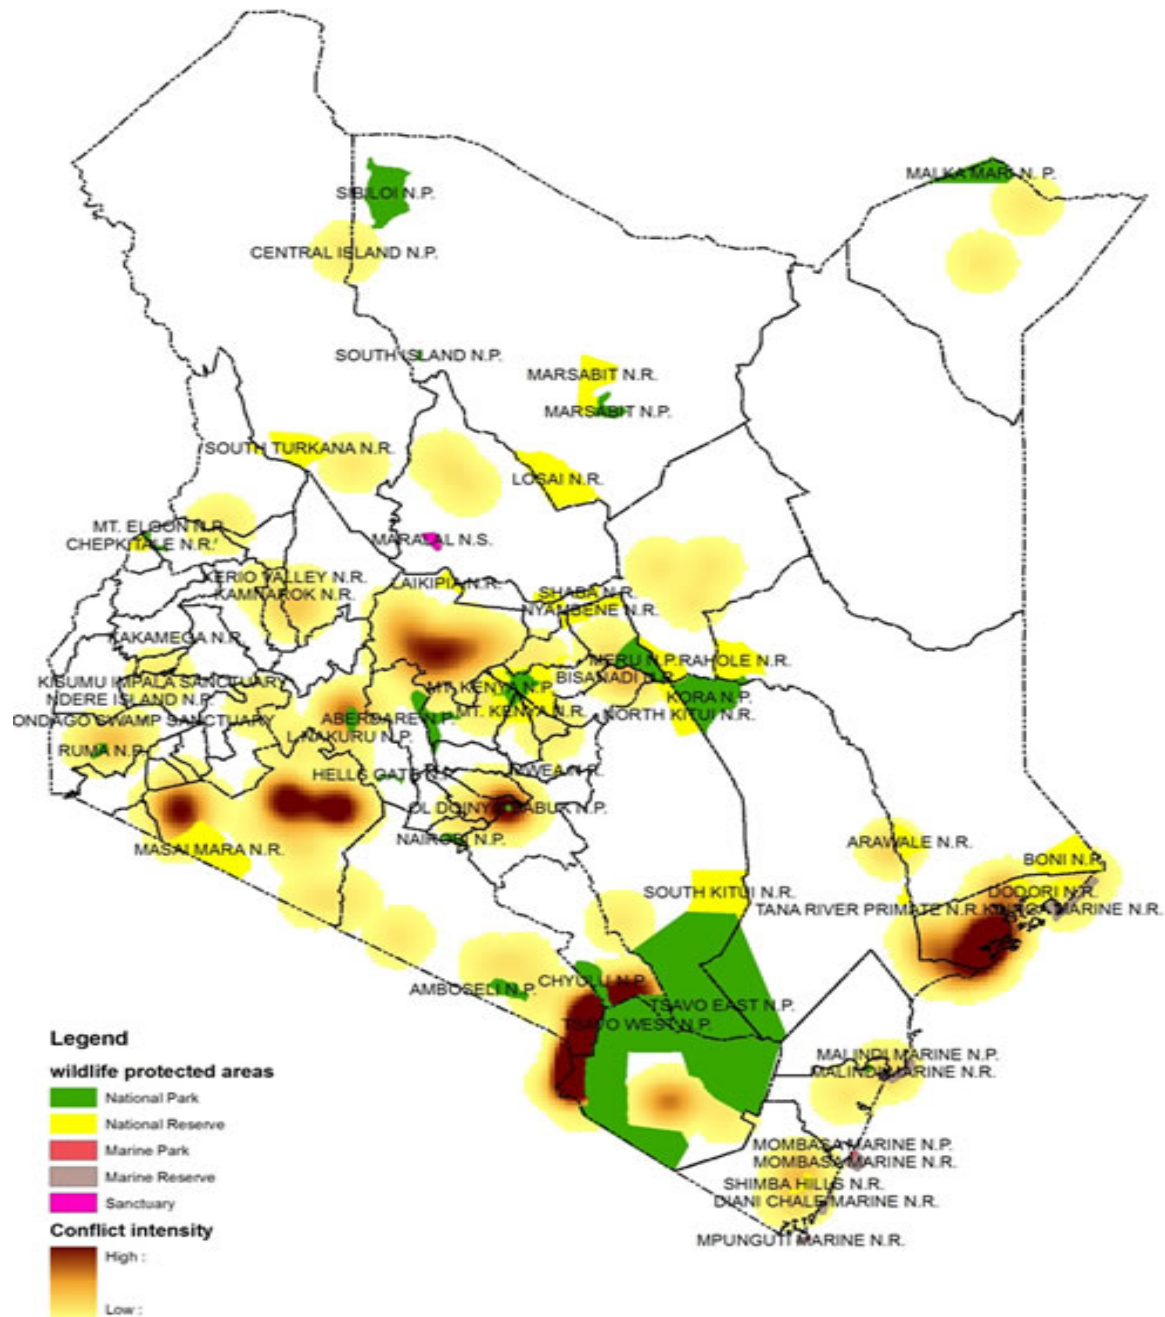 MALKA MARI N. P.
SIBILOI N.P.
CENTRAL ISLAND N.P.
SOUTH ISLAND N.P.
MARSABIT N.R.
MARSABIT N.P.
SOUTH TURKANA N.R.
LOSAI N.R.
MT. ELGON N.P.
CHEPKITALE N.R.
MARALAL N.S.
KERIO VALLEY N.R.
KAMNAROK N.R.
LAIKIPIA N.R.
SHABA N.R.
NYAMBENE N.R.
KAKAMEGA N.R.
MERU N.P.
RAHOLE N.R.
BISANADI N.R.
KISUMU IMPALA SANCTUARY
NDERE ISLAND N.P.
MT. KENYA N.P.
KORA N.P.
MT. KENYA N.R.
NORTH KITUI N.R.
ONDAGO SWAMP SANCTUARY
ABERDARE N.P.
L.NAKURU N.P.
RUMA N.P.
HELLS GATE N.P.
MWEA N.R.
OL DOINYO SABUK N.P.
NAIROBI N.P.
MASAI MARA N.R.
ARAWALE N.R.
BONI N.R.
SOUTH KITUI N.R.
DODORI N.R.
TANA RIVER PRIMATE N.R.
MARINE N.R.
AMBOSELI N.P.
CHYULU N.P.
TSAVO EAST N.P.
TSAVO WEST N.P.
MALINDI MARINE N.P.
MALINDI MARINE N.R.
MOMBASA MARINE N.P.
MOMBASA MARINE N.R.
SHIMBA HILLS N.R.
DIANI CHALE MARINE N.R.
MPUNGUTI MARINE N.R.
Legend
wildlife protected areas
National Park
National Reserve
Marine Park
Marine Reserve
Sanctuary
Conflict intensity
High :
Low :